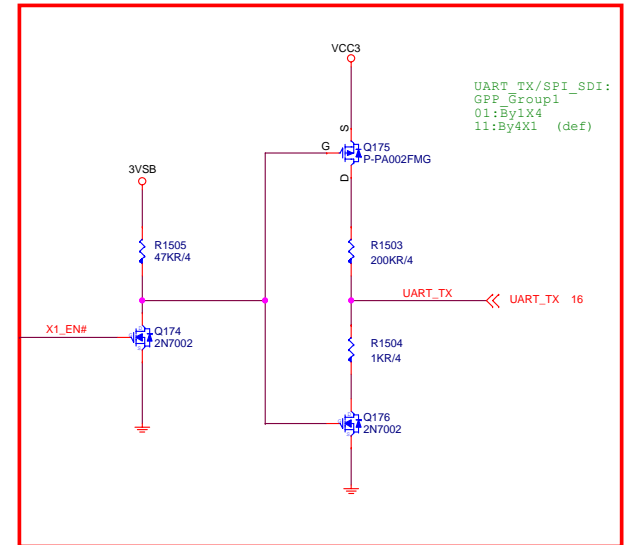 VCC3
UART_TX/SPI_SDI:
GPP_Group1
01:By1X4
11:By4X1 (def)
S
G
Q175
P-PA002FMG
D
3VSB
R1505
47KR/4
R1503
200KR/4
UART_TX
UART_TX 16
X1_EN#
Q174
2N7002
R1504
1KR/4
Q176
2N7002